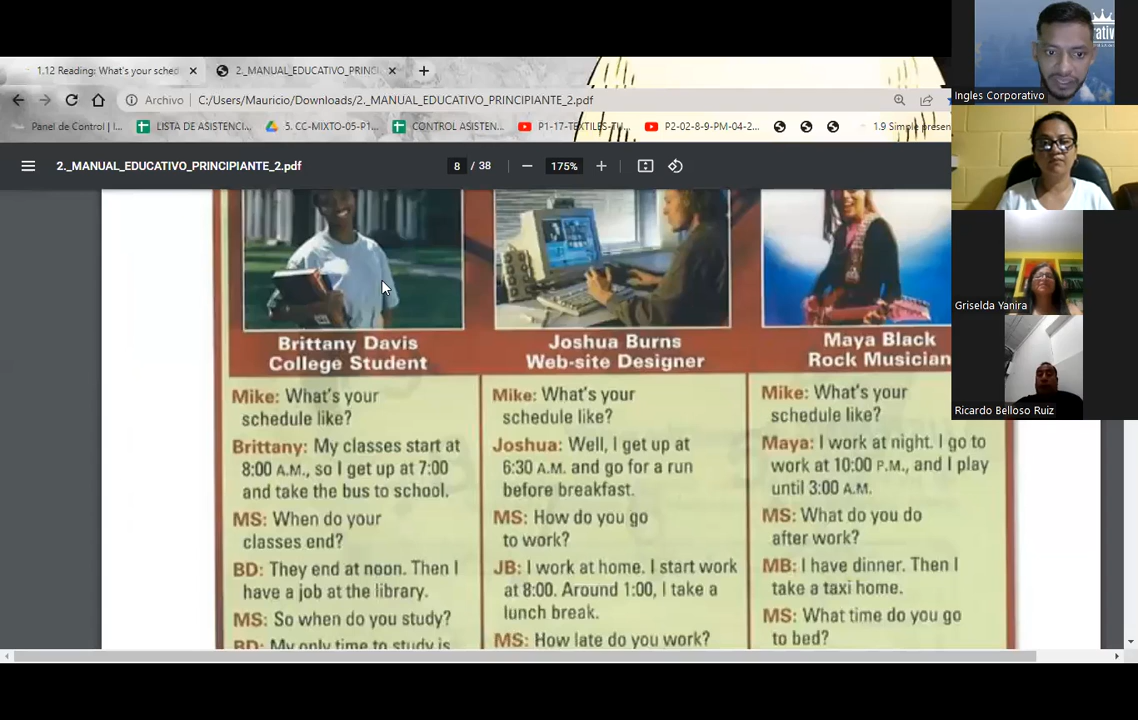 1.12 Reading: What's your sched
2._MANUAL_EDUCATIVO_PRINCI
Archivo
C:/Users/Mauricio/Downloads/2._MANUAL_EDUCATIVO_PRINCIPIANTE_2.pdf
Panel de Control | I...
LISTA DE ASISTENCI...
5. CC-MIXTO-05-P1...
CONTROL ASISTEN...
P1-17-TEXTILES-TU...
P2-02-8-9-PM-04-2...
1.9 Simple presen
2._MANUAL_EDUCATIVO_PRINCIPIANTE_2.pdf
8 / 38
175%
Brittany Davis
College Student
Mike: What's your
schedule like?
Brittany: My classes start at
8:00 A.M., so I get up at 7:00
and take the bus to school.
MS: When do your
classes end?
BD: They end at noon. Then I
have a job at the library.
MS: So when do you study?
BD: My only time to study is
Joshua Burns
Web-site Designer
Mike: What's your
schedule like?
Joshua: Well, I get up at
6:30 A.M. and go for a run
before breakfast.
MS: How do you go
to work?
JB: I work at home. I start work
at 8:00. Around 1:00, I take a
lunch break.
MS: How late do you work?
Maya Black
Rock Musician
Mike: What's your
schedule like?
Maya: I work at night. I go to
work at 10:00 P.M., and I play
until 3:00 A.M.
MS: What do you do
after work?
MB: I have dinner. Then I
take a taxi home.
MS: What time do you go
to bed?
Ingles Corporativo
Griselda Yanira
Ricardo Belloso Ruiz